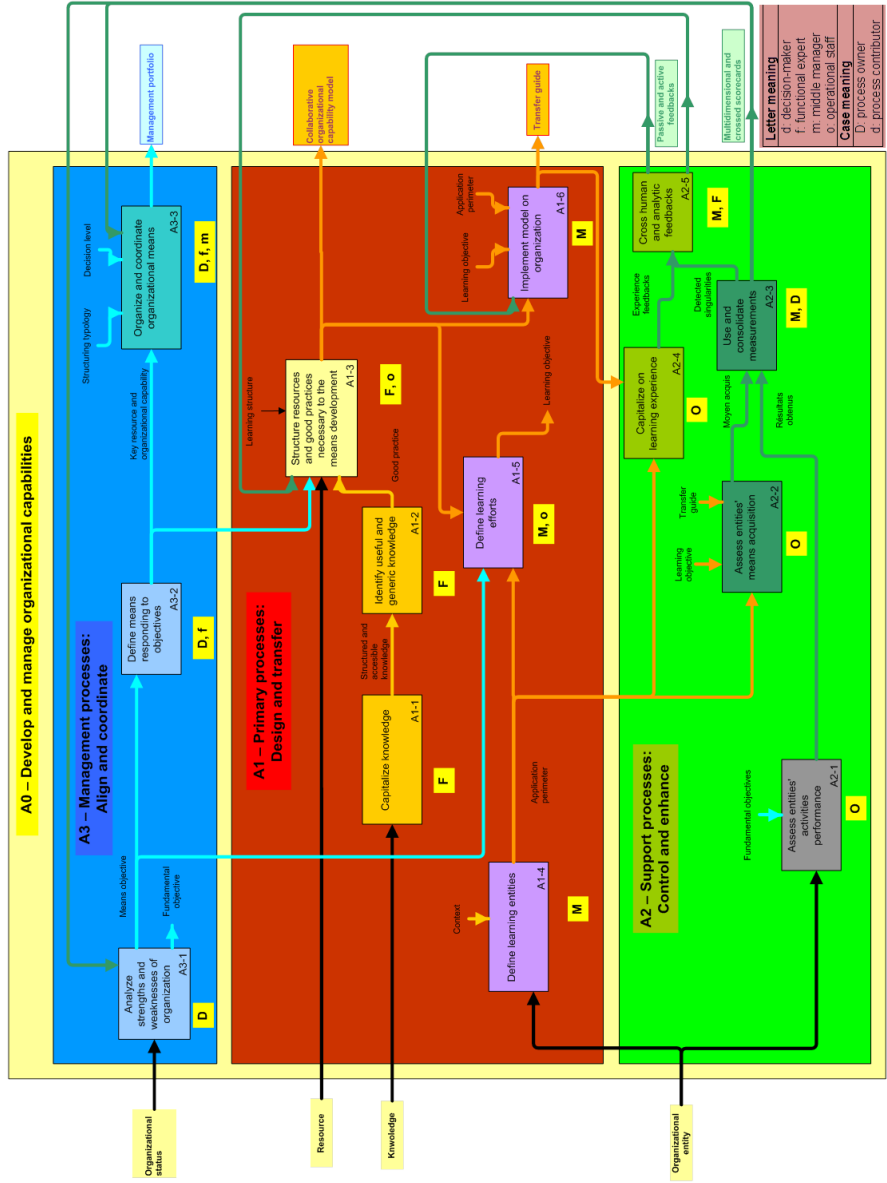 A0 – Develop and manage organizational capabilities
A3 – Management processes:
Align and coordinate
Organizational
status
Analyze
strengths and
weaknesses of
organization
A3-1
D
Means objective
Fundamental
objective
Define means
responding to
objectives
A3-2
D, f
Key resource and
organizational capability
Structuring typology
Decision level
Organize and coordinate
organizational means
A3-3
D, f, m
Management portfolio
A1 – Primary processes:
Design and transfer
Resource
Knwoledge
Capitalize knowledge
A1-1
F
Structured and
accesible
knowledge
Identify useful and
generic knowledge
A1-2
F
Good practice
Learning structure
Structure resources
and good practices
necessary to the
means development
A1-3
F, o
Collaborative
organizational
capability model
Context
Define learning entities
A1-4
M
Application
perimeter
Define learning
efforts
A1-5
M, o
Learning objective
Learning objective
Application
perimeter
Implement model on
organization
A1-6
M
Transfer guide
A2 – Support processes:
Control and enhance
Organizational
entity
Fundamental objectives
Assess entities'
activities
performance
A2-1
O
Learning
objective
Transfer
guide
Assess entities'
means acquisition
A2-2
O
Moyen acquis
Résultats
obtenus
Capitalize on
learning experience
A2-4
O
Experience
feedbacks
Detected
singularities
Use and
consolidate
measurements
A2-3
M, D
Cross human
and analytic
feedbacks
A2-5
M, F
Passive and active
feedbacks
Multidimensional and
crossed scorecards
Letter meaning
d: decision-maker
f: functional expert
m: middle manager
o: operational staff
Case meaning
D: process owner
d: process contributor